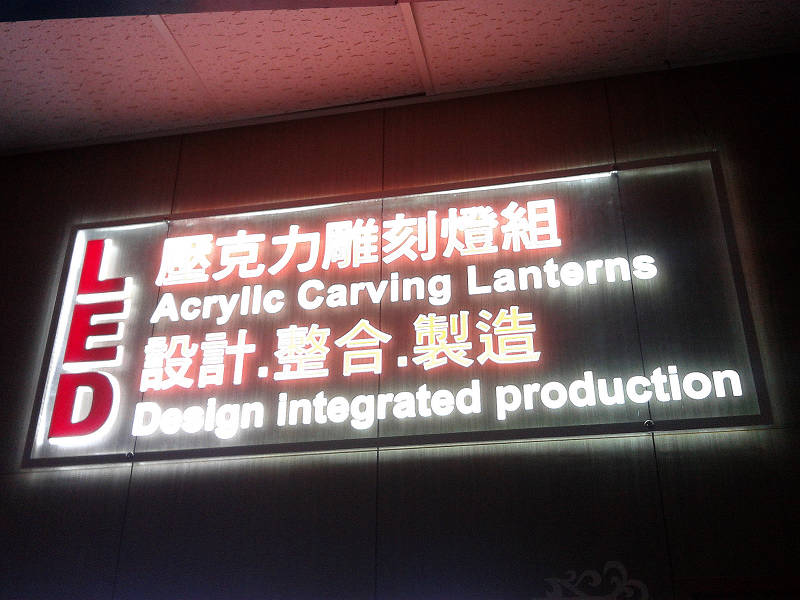 LED
壓克力雕刻燈組
Acrylic Carving Lanterns
設計.整合.製造
Design integrated production